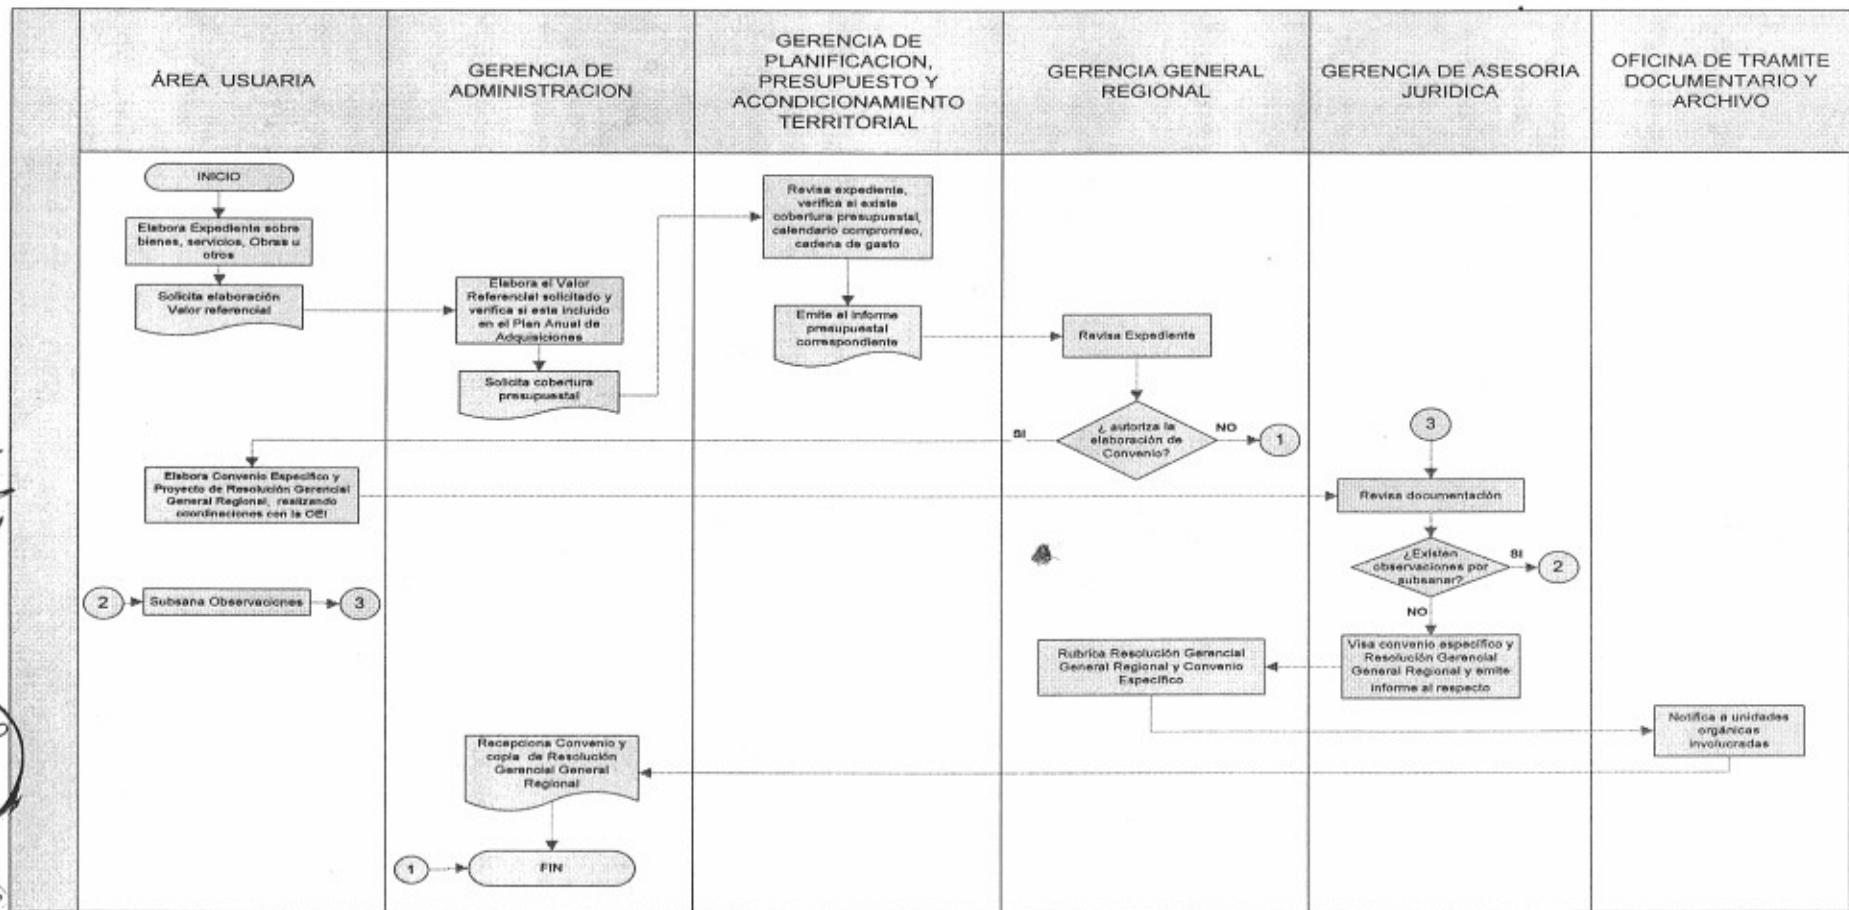 ÁREA USUARIA
GERENCIA DE
ADMINISTRACION
GERENCIA DE
PLANIFICACION,
PRESUPUESTO Y
ACONDICIONAMIENTO
TERRITORIAL
GERENCIA GENERAL
REGIONAL
GERENCIA DE ASESORIA
JURIDICA
OFICINA DE TRAMITE
DOCUMENTARIO Y
ARCHIVO
INICIO
Elabora Expediente sobre
bienes, servicios, Obras u
otros
Solicita elaboración
Valor referencial
Elabora el Valor
Referencial solicitado y
verifica si esta incluido
en el Plan Anual de
Adquisiciones
Solicita cobertura
presupuestal
Revisa expediente,
verifica si existe
cobertura presupuestal,
calendario compromiso,
cadena de gasto
Emite el informe
presupuestal
correspondiente
Revisa Expediente
¿ autoriza la
elaboración de
Convenio?
SI
NO
1
Elabora Convenio Específico y
Proyecto de Resolución Gerencial
General Regional, realizando
coordinaciones con la OEI
3
Revisa documentación
¿Existen
observaciones por
subsanar?
SI
2
NO
2
Subsana Observaciones
3
Visa convenio específico y
Resolución Gerencial
General Regional y emite
informe al respecto
Rubrica Resolución Gerencial
General Regional y Convenio
Específico
Notifica a unidades
orgánicas
involucradas
Recepciona Convenio y
copia de Resolución
Gerencial General
Regional
1
FIN